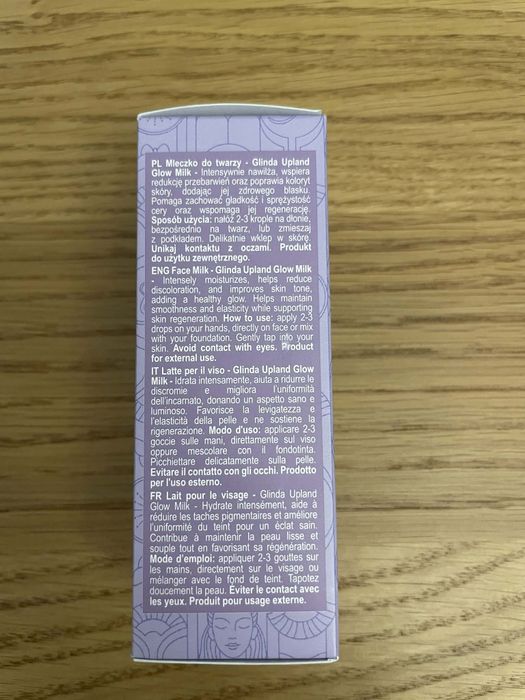 PL Mleczko do twarzy - Glinda Upland
Glow Milk - Intensywnie nawilża, wspiera
redukcję przebarwień oraz poprawia koloryt
skóry, dodając jej zdrowego blasku.
Pomaga zachować gładkość i sprężystość
cery oraz wspomaga jej regenerację.
Sposób użycia: nałóż 2-3 krople na dłonie,
bezpośrednio na twarz, lub zmieszaj
z podkładem. Delikatnie wklep w skórę.
Unikaj kontaktu z oczami. Produkt
do użytku zewnętrznego.
ENG Face Milk - Glinda Upland Glow Milk
- Intensely moisturizes, helps reduce
discoloration, and improves skin tone,
adding a healthy glow. Helps maintain
smoothness and elasticity while supporting
skin regeneration. How to use: apply 2-3
drops on your hands, directly on face or mix
with your foundation. Gently tap into your
skin. Avoid contact with eyes. Product
for external use.
IT Latte per il viso - Glinda Upland Glow
Milk - Idrata intensamente, aiuta a ridurre le
discromie e migliora l'uniformità
dell'incarnato, donando un aspetto sano e
luminoso. Favorisce la levigatezza e
l'elasticità della pelle e ne sostiene la
rigenerazione. Modo d'uso: applicare 2-3
gocce sulle mani, direttamente sul viso
oppure mescolare con il fondotinta.
Picchiettare delicatamente sulla pelle.
Evitare il contatto con gli occhi. Prodotto
per l'uso esterno.
FR Lait pour le visage - Glinda Upland
Glow Milk - Hydrate intensément, aide à
réduire les taches pigmentaires et améliore
l'uniformité du teint pour un éclat sain.
Contribue à maintenir la peau lisse et
souple tout en favorisant sa régénération.
Mode d'emploi: appliquer 2-3 gouttes sur
les mains, directement sur le visage ou
mélanger avec le fond de teint. Tapotez
doucement la peau. Éviter le contact avec
les yeux. Produit pour usage externe.